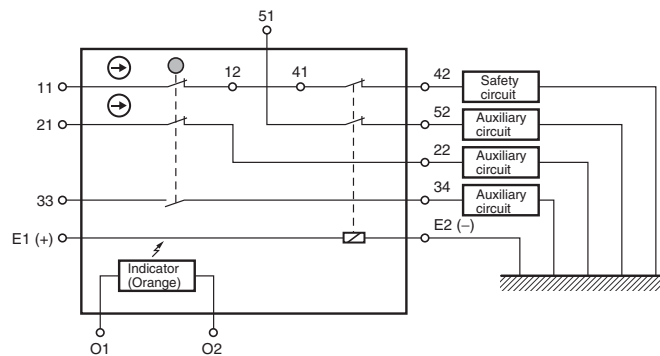 51
11
12
41
42
Safety
circuit
21
52
Auxiliary
circuit
22
Auxiliary
circuit
33
34
Auxiliary
circuit
E1 (+)
E2 (−)
Indicator
(Orange)
O1
O2